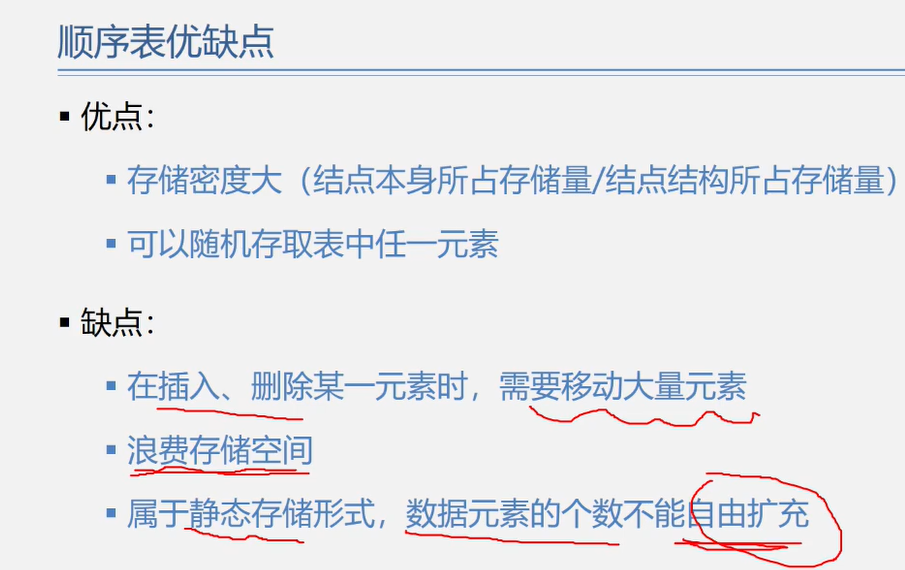 顺序表优缺点
▪ 优点：
▪ 存储密度大（结点本身所占存储量/结点结构所占存储量）
▪ 可以随机存取表中任一元素
▪ 缺点：
▪ 在插入、删除某一元素时，需要移动大量元素
▪ 浪费存储空间
▪ 属于静态存储形式，数据元素的个数不能自由扩充